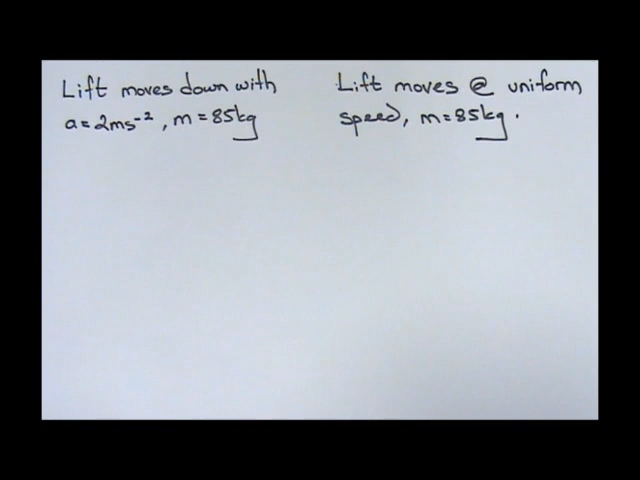 Lift moves down with
a = 2ms⁻², m = 85kg
Lift moves @ uniform
speed, m = 85kg.